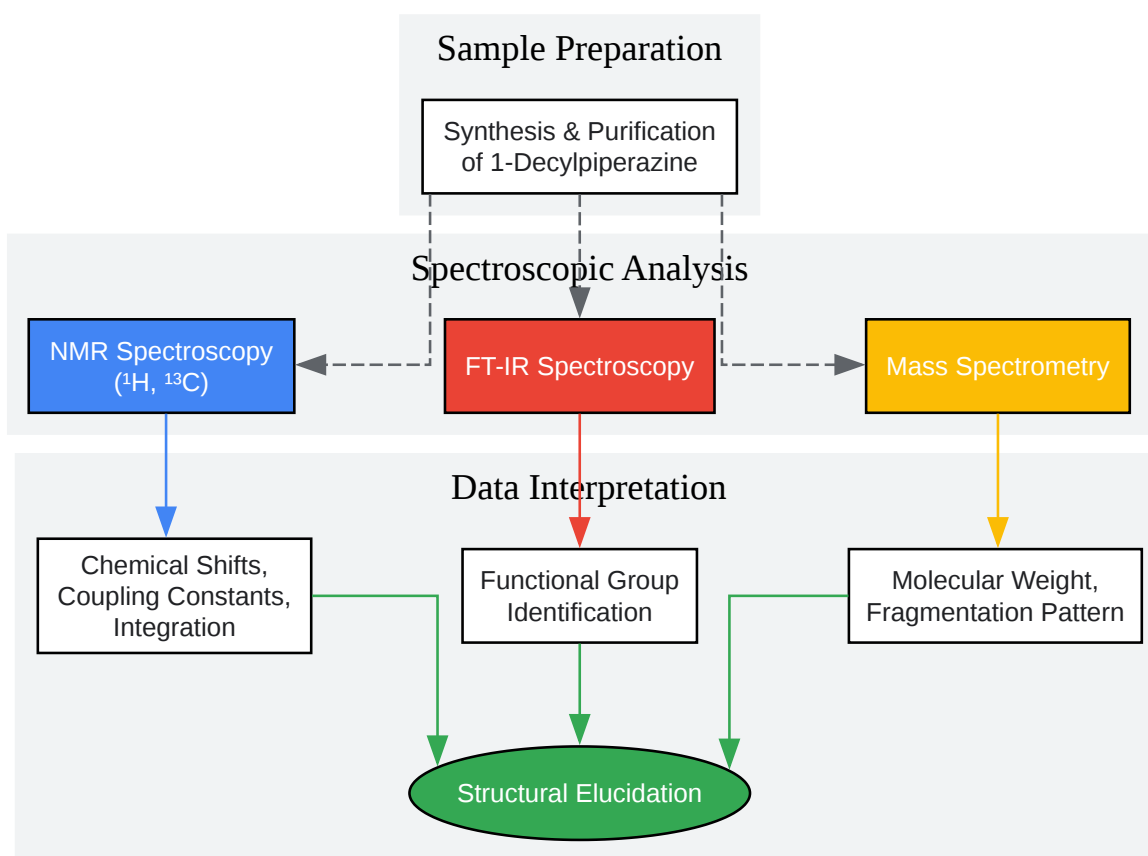 Sample Preparation
Synthesis & Purification
of 1-Decylpiperazine
Spectroscopic Analysis
NMR Spectroscopy
(¹H, ¹³C)
FT-IR Spectroscopy
Mass Spectrometry
Data Interpretation
Chemical Shifts,
Coupling Constants,
Integration
Functional Group
Identification
Molecular Weight,
Fragmentation Pattern
Structural Elucidation